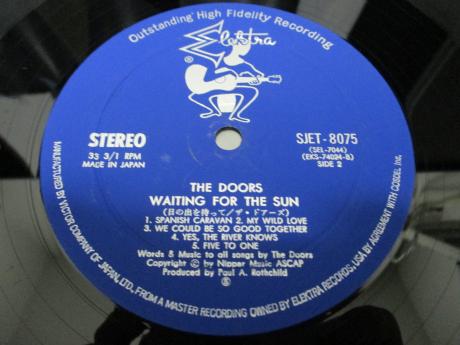 Outstanding High Fidelity Recording
Elektra
®
STEREO
33 3/1 RPM
MADE IN JAPAN
SJET-8075
(SEL-7044)
(EKS-74024-B)
SIDE 2
THE DOORS
WAITING FOR THE SUN
(日の出を待って/ザ・ドアーズ)
1. SPANISH CARAVAN 2. MY WILD LOVE
3. WE COULD BE SO GOOD TOGETHER
4. YES, THE RIVER KNOWS
5. FIVE TO ONE
Words & Music to all songs by The Doors
Copyright © by Nipper Music ASCAP
Produced by Paul A. Rothchild
MANUFACTURED BY VICTOR COMPANY OF JAPAN, LTD., FROM A MASTER RECORDING OWNED BY ELEKTRA RECORDS, USA BY AGREEMENT WITH COSDEL Inc.